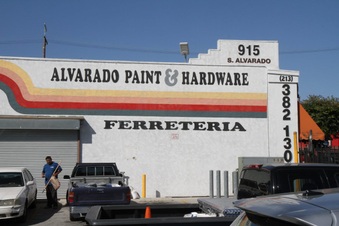 915
S. ALVARADO
ALVARADO PAINT & HARDWARE
(213)
382 130
FERRETERIA